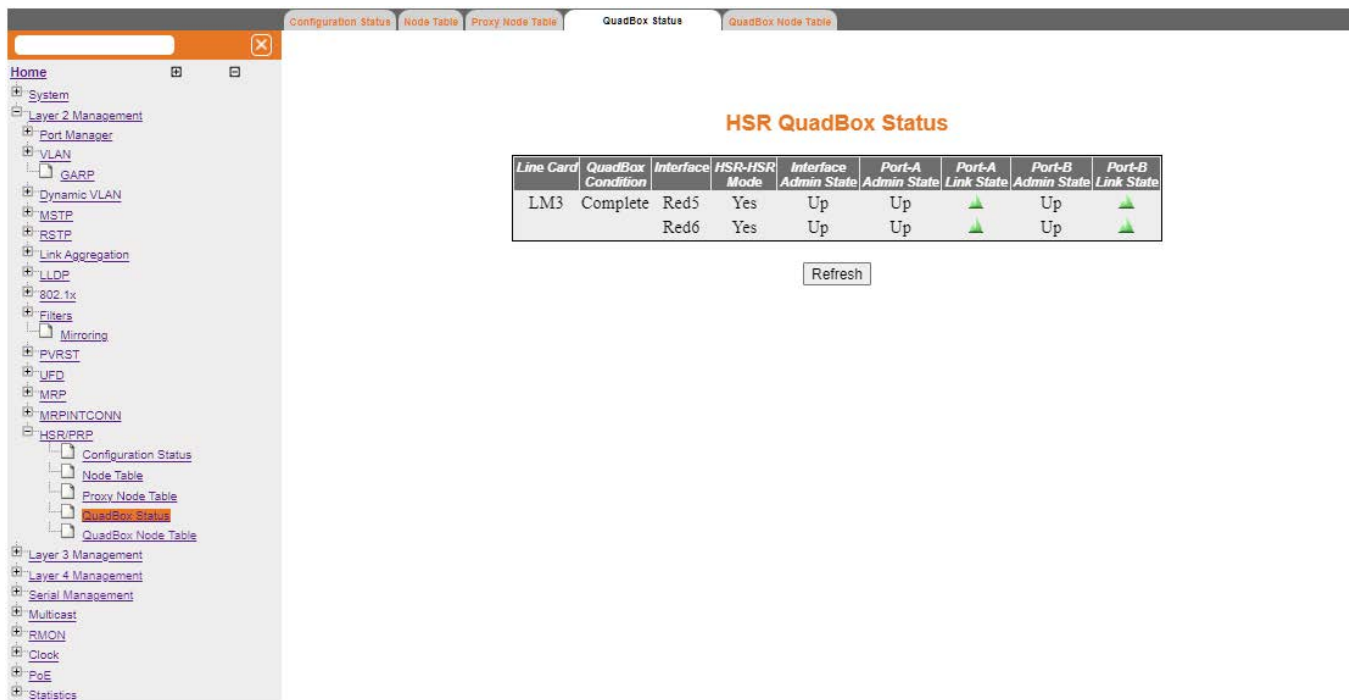 Configuration Status Node Table Proxy Node Table QuadBox Status QuadBox Node Table
Home
System
Layer 2 Management
Port Manager
VLAN
GARP
Dynamic VLAN
MSTP
RSTP
Link Aggregation
LLDP
802.1x
Filters
Mirroring
PVRST
UFD
MRP
MRPINTCONN
HSR/PRP
Configuration Status
Node Table
Proxy Node Table
QuadBox Status
QuadBox Node Table
Layer 3 Management
Layer 4 Management
Serial Management
Multicast
RMON
Clock
PoE
Statistics
HSR QuadBox Status
Line Card QuadBox Condition Interface HSR-HSR Mode Interface Admin State Port-A Admin State Port-A Link State Port-B Admin State Port-B Link State
LM3 Complete Red5 Yes Up Up Up
Red6 Yes Up Up Up
Refresh